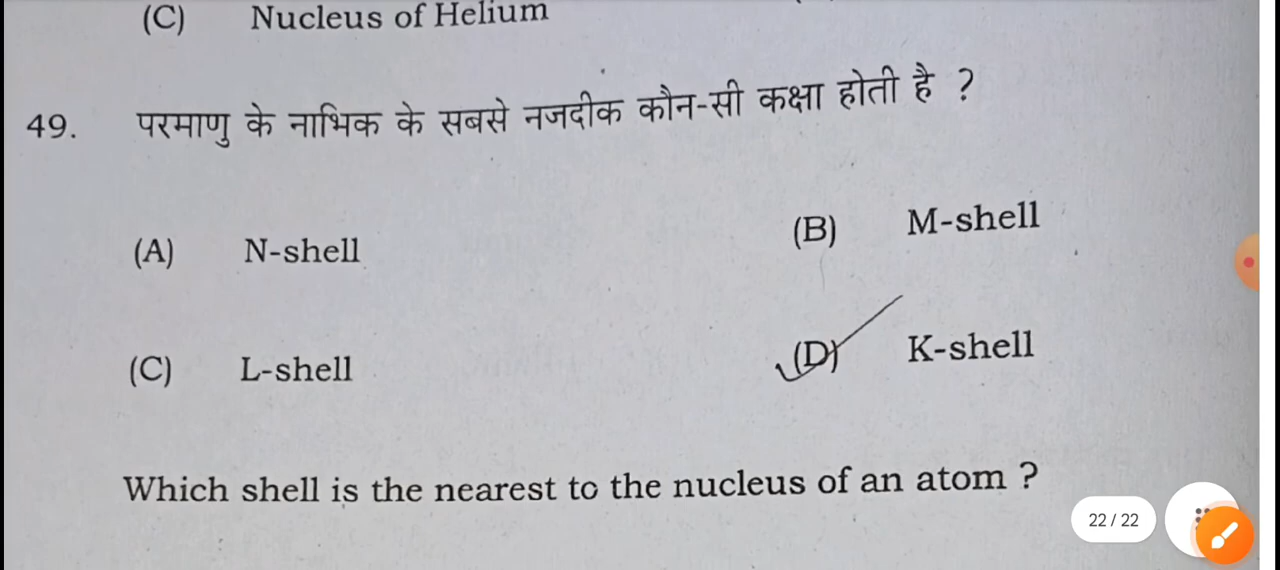 (C) Nucleus of Helium
49. परमाणु के नाभिक के सबसे नजदीक कौन-सी कक्षा होती है ?
(A) N-shell (B) M-shell
(C) L-shell (D) K-shell
Which shell is the nearest to the nucleus of an atom ?
22 / 22